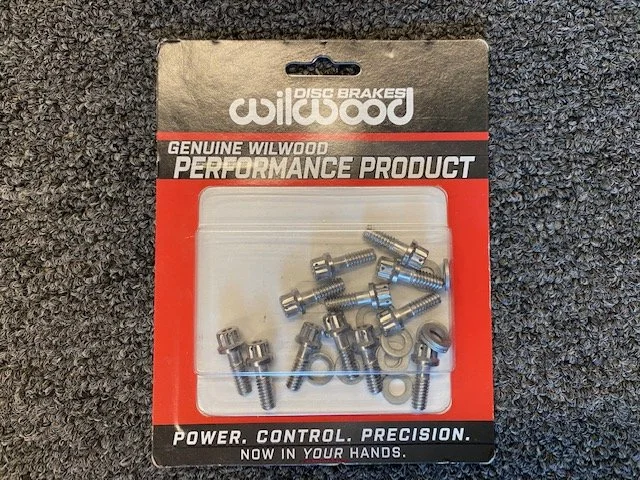 DISC BRAKES
wilwood
GENUINE WILWOOD
PERFORMANCE PRODUCT
POWER. CONTROL. PRECISION.
NOW IN YOUR HANDS.